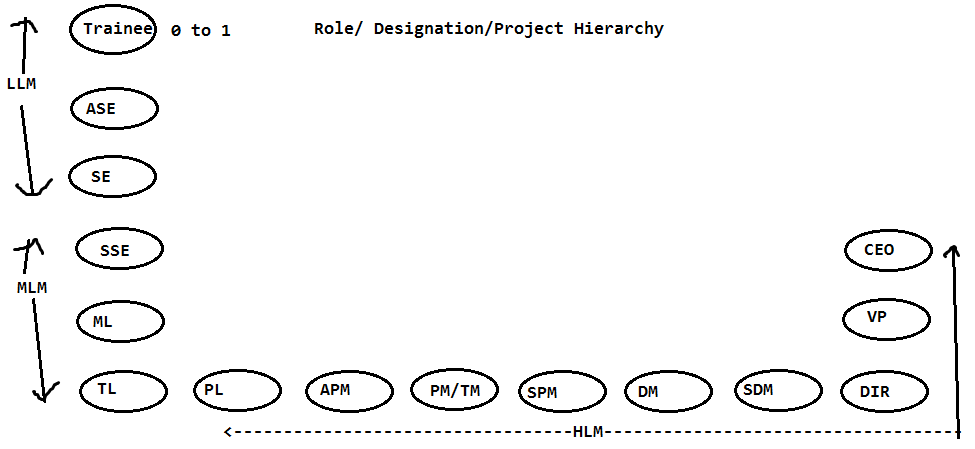 Trainee 0 to 1 Role/ Designation/Project Hierarchy
LLM
ASE
SE
SSE
CEO
MLM
ML
VP
TL PL APM PM/TM SPM DM SDM DIR
HLM